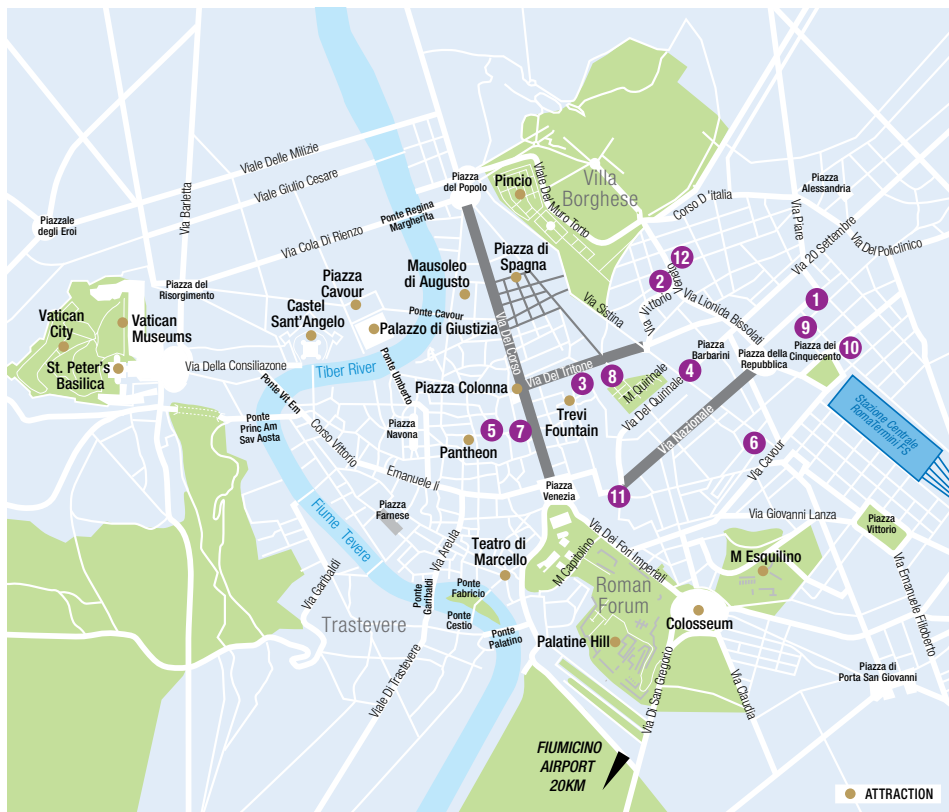 Viale Delle Milizie
Viale Giulio Cesare
Via Barletta
Piazzale
degli Eroi
Via Cola Di Rienzo
Ponte Regina
Margherita
Piazza
del Popolo
Pincio
Viale Del Muro Torto
Villa
Borghese
Corso D 'italia
Piazza
Alessandria
Via Piare
Via 20 Settembre
Via Del Policlinico
Piazza del
Risorgimento
Vatican
City
Vatican
Museums
St. Peter's
Basilica
Piazza
Cavour
Castel
Sant'Angelo
Mausoleo
di Augusto
Ponte Cavour
Palazzo di Giustizia
Piazza di
Spagna
Via Del Corso
Via Sistina
12
2
Via Vittorio Veneto
Via Lionida Bissolati
1
9
10
Piazza dei
Cinquecento
Piazza
Barbarini
Piazza della
Repubblica
Via Della Consiliazone
Tiber River
Ponte Umberto
Piazza Colonna
Via Del Tritone
3
8
4
M Quirinale
Via Del Quirinale
Trevi
Fountain
Stazione Centrale
RomaTermini FS
Ponte Vit Em
Ponte
Princ Am
Sav Aosta
Corso Vittorio
Emanuele Ii
Piazza
Navona
5
7
Pantheon
Via Nazionale
6
Via Cavour
11
Piazza
Venezia
Piazza
Farnese
Fiume Tevere
Via Areula
Via Garibaldi
Teatro di
Marcello
M Capitolino
Via Dei Fori Imperiali
Via Giovanni Lanza
Piazza
Vittorio
M Esquilino
Via Emanuele Filioberto
Roman
Forum
Colosseum
Ponte
Garibaldi
Ponte
Fabricio
Ponte
Cestio
Ponte
Palatino
Trastevere
Viale Di Trastevere
Palatine Hill
Via Di San Gregorio
Via Claudia
Piazza di
Porta San Giovanni
FIUMICINO
AIRPORT
20KM
ATTRACTION